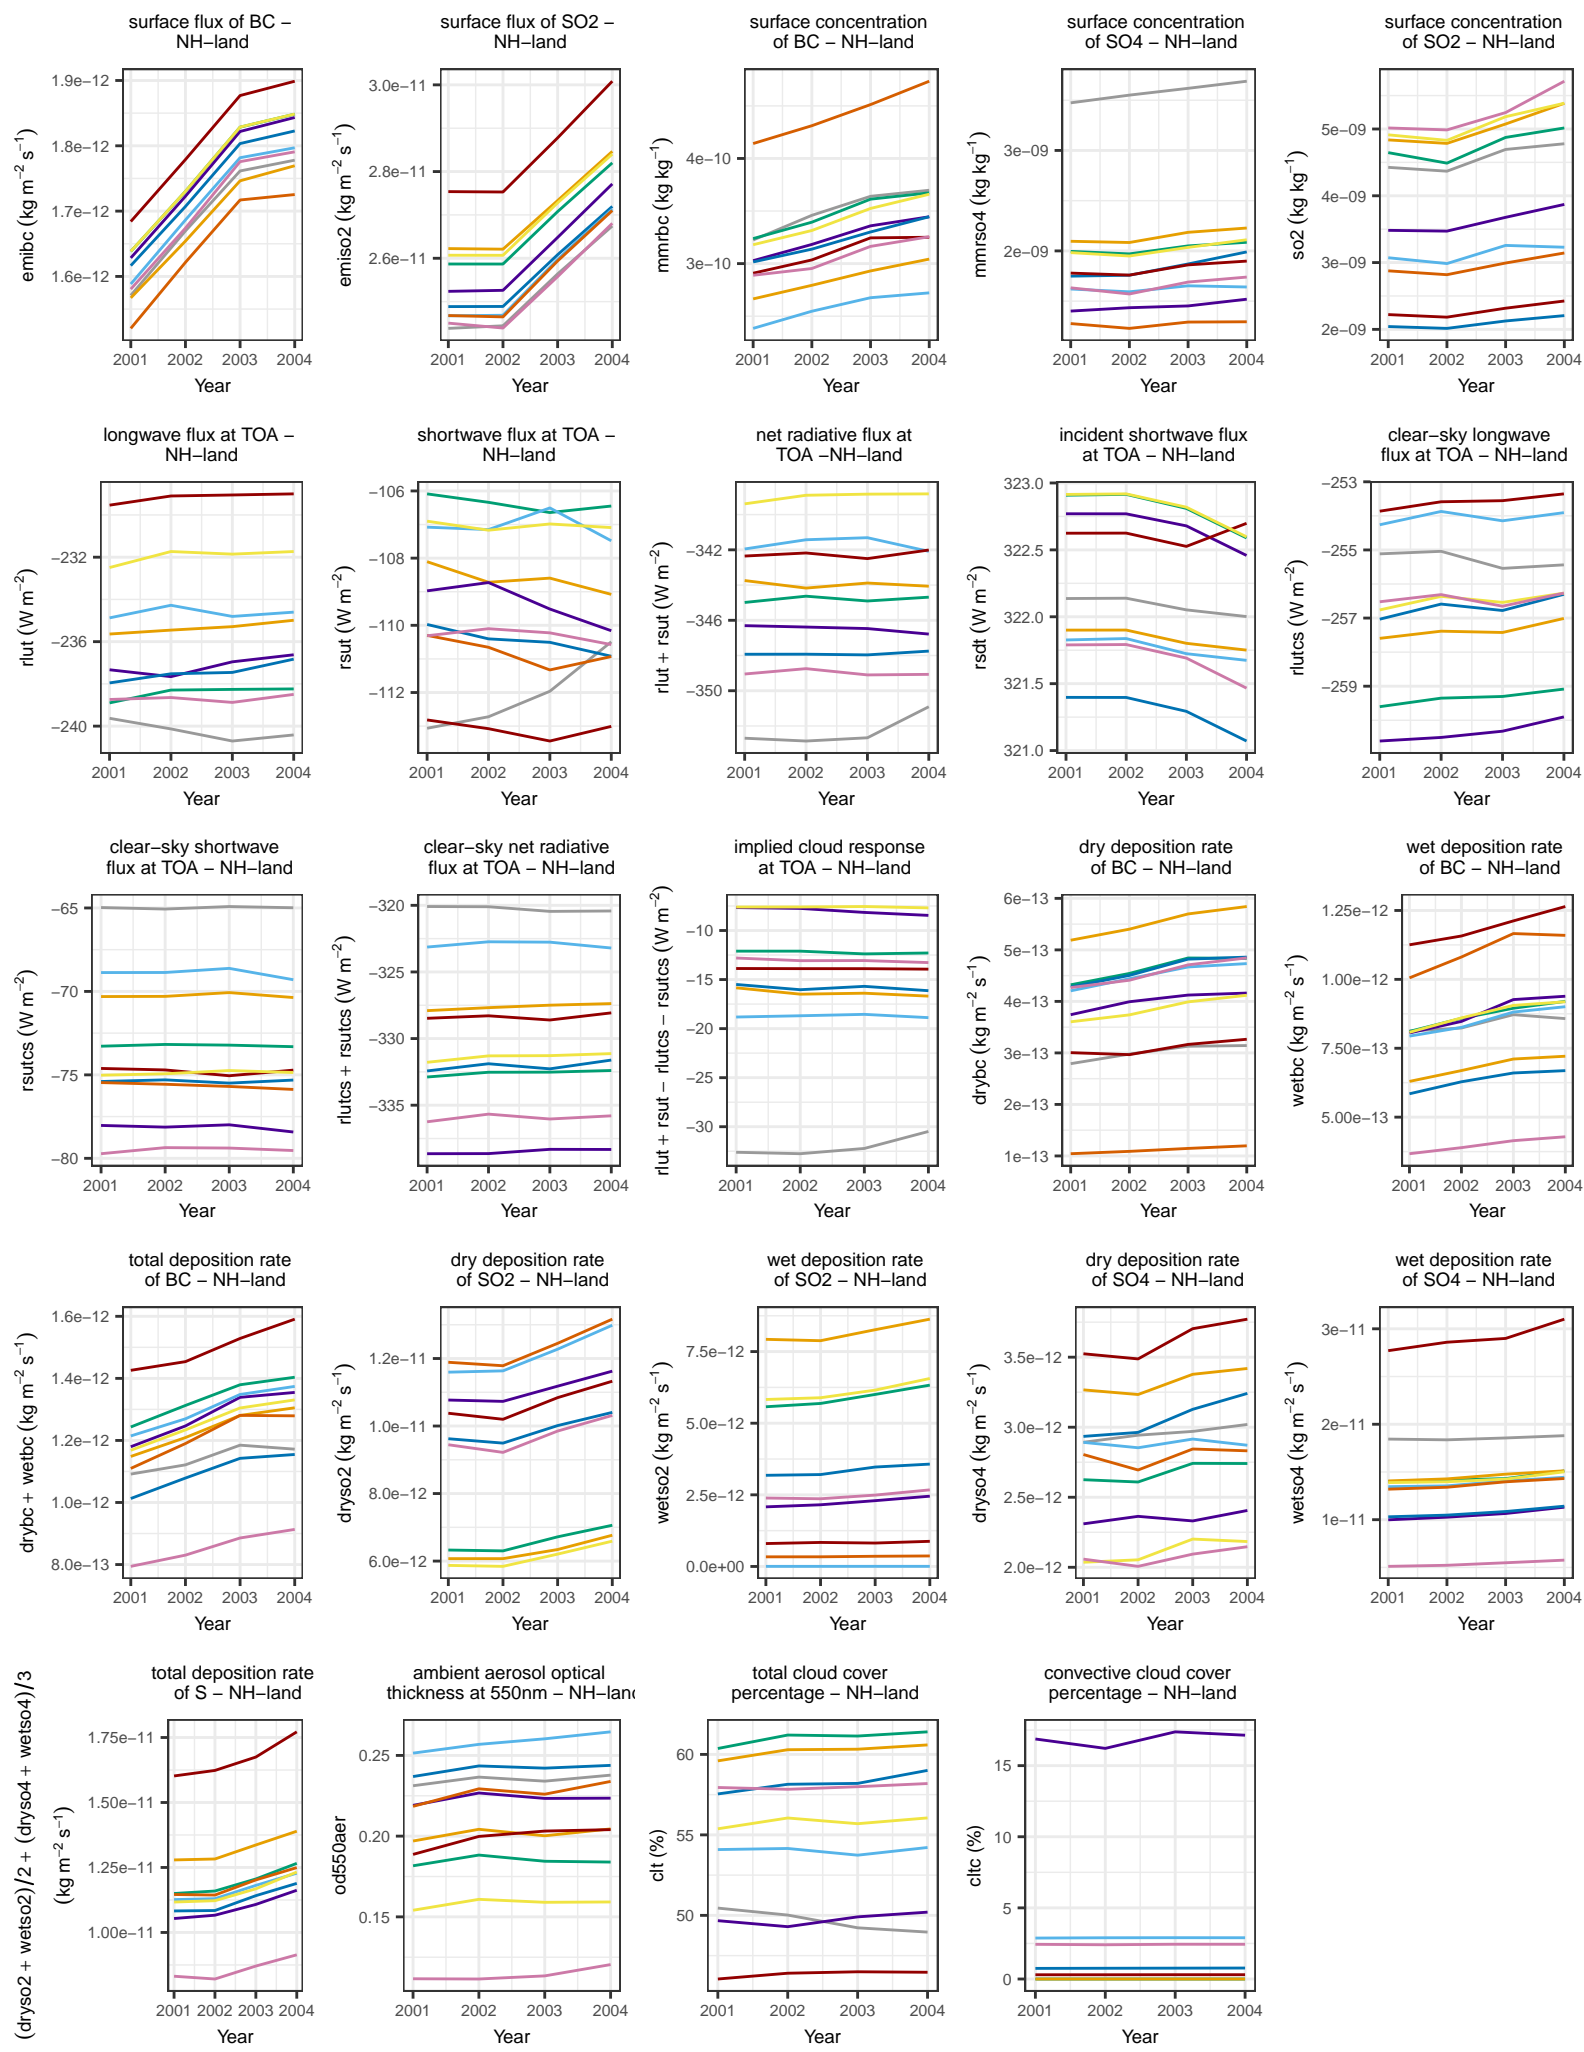 surface flux of BC −
NH−land
emibc (kg m−2 s−1)
1.9e−12
1.8e−12
1.7e−12
1.6e−12
2001 2002 2003 2004
Year
surface flux of SO2 −
NH−land
emiso2 (kg m−2 s−1)
3.0e−11
2.8e−11
2.6e−11
2001 2002 2003 2004
Year
surface concentration
of BC − NH−land
mmrbc (kg kg−1)
4e−10
3e−10
2001 2002 2003 2004
Year
surface concentration
of SO4 − NH−land
mmrso4 (kg kg−1)
3e−09
2e−09
2001 2002 2003 2004
Year
surface concentration
of SO2 − NH−land
so2 (kg kg−1)
5e−09
4e−09
3e−09
2e−09
2001 2002 2003 2004
Year
longwave flux at TOA −
NH−land
rlut (W m−2)
−232
−236
−240
2001 2002 2003 2004
Year
shortwave flux at TOA −
NH−land
rsut (W m−2)
−106
−108
−110
−112
2001 2002 2003 2004
Year
net radiative flux at
TOA −NH−land
rlut + rsut (W m−2)
−342
−346
−350
2001 2002 2003 2004
Year
incident shortwave flux
at TOA − NH−land
rsdt (W m−2)
323.0
322.5
322.0
321.5
321.0
2001 2002 2003 2004
Year
clear−sky longwave
flux at TOA − NH−land
rlutcs (W m−2)
−253
−255
−257
−259
2001 2002 2003 2004
Year
clear−sky shortwave
flux at TOA − NH−land
rsutcs (W m−2)
−65
−70
−75
−80
2001 2002 2003 2004
Year
clear−sky net radiative
flux at TOA − NH−land
rlutcs + rsutcs (W m−2)
−320
−325
−330
−335
2001 2002 2003 2004
Year
implied cloud response
at TOA − NH−land
rlut + rsut − rlutcs − rsutcs (W m−2)
−10
−15
−20
−25
−30
2001 2002 2003 2004
Year
dry deposition rate
of BC − NH−land
drybc (kg m−2 s−1)
6e−13
5e−13
4e−13
3e−13
2e−13
1e−13
2001 2002 2003 2004
Year
wet deposition rate
of BC − NH−land
wetbc (kg m−2 s−1)
1.25e−12
1.00e−12
7.50e−13
5.00e−13
2001 2002 2003 2004
Year
total deposition rate
of BC − NH−land
drybc + wetbc (kg m−2 s−1)
1.6e−12
1.4e−12
1.2e−12
1.0e−12
8.0e−13
2001 2002 2003 2004
Year
dry deposition rate
of SO2 − NH−land
dryso2 (kg m−2 s−1)
1.2e−11
1.0e−11
8.0e−12
6.0e−12
2001 2002 2003 2004
Year
wet deposition rate
of SO2 − NH−land
wetso2 (kg m−2 s−1)
7.5e−12
5.0e−12
2.5e−12
0.0e+00
2001 2002 2003 2004
Year
dry deposition rate
of SO4 − NH−land
dryso4 (kg m−2 s−1)
3.5e−12
3.0e−12
2.5e−12
2.0e−12
2001 2002 2003 2004
Year
wet deposition rate
of SO4 − NH−land
wetso4 (kg m−2 s−1)
3e−11
2e−11
1e−11
2001 2002 2003 2004
Year
total deposition rate
of S − NH−land
(dryso2 + wetso2)/2 + (dryso4 + wetso4)/3
(kg m−2 s−1)
1.75e−11
1.50e−11
1.25e−11
1.00e−11
2001 2002 2003 2004
Year
ambient aerosol optical
thickness at 550nm − NH−land
od550aer
0.25
0.20
0.15
2001 2002 2003 2004
Year
total cloud cover
percentage − NH−land
clt (%)
60
55
50
2001 2002 2003 2004
Year
convective cloud cover
percentage − NH−land
cltc (%)
15
10
5
0
2001 2002 2003 2004
Year